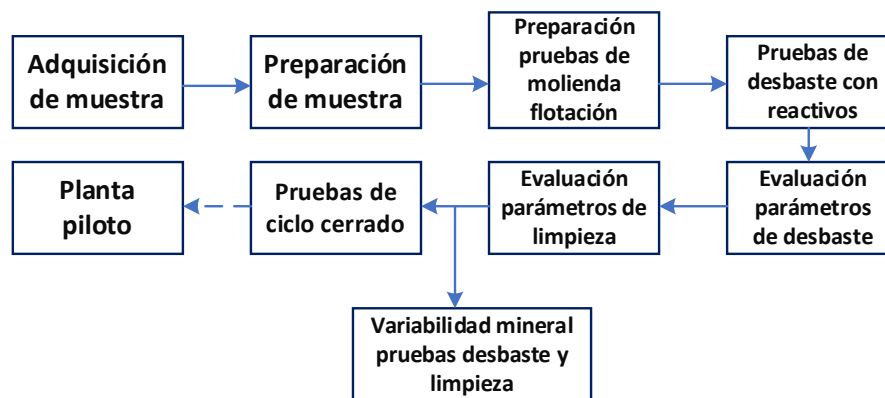 Adquisición
de muestra
Preparación
de muestra
Preparación
pruebas de
molienda
flotación
Pruebas de
desbaste con
reactivos
Planta
piloto
Pruebas de
ciclo cerrado
Evaluación
parámetros de
limpieza
Evaluación
parámetros
de desbaste
Variabilidad mineral
pruebas desbaste y
limpieza